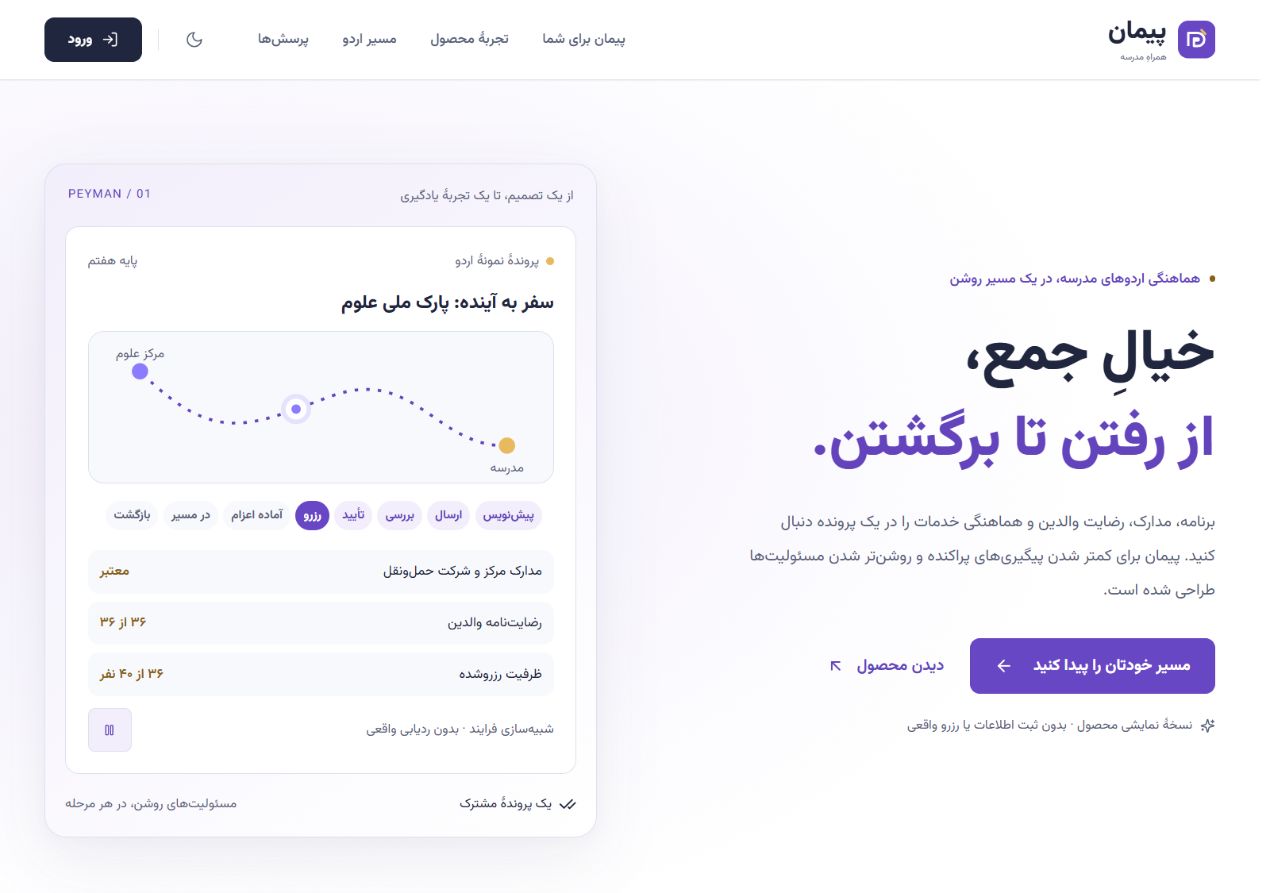 پیمان
همراه مدرسه
پیمان برای شما
تجربهٔ محصول
مسیر اردو
پرسش‌ها
ورود
هماهنگی اردوهای مدرسه، در یک مسیر روشن
خیالِ جمع،
از رفتن تا برگشتن.
برنامه، مدارک، رضایت والدین و هماهنگی خدمات را در یک پرونده دنبال
کنید. پیمان برای کمتر شدن پیگیری‌های پراکنده و روشن‌تر شدن مسئولیت‌ها
طراحی شده است.
مسیر خودتان را پیدا کنید
دیدن محصول
نسخهٔ نمایشی محصول · بدون ثبت اطلاعات یا رزرو واقعی
از یک تصمیم، تا یک تجربهٔ یادگیری
PEYMAN / 01
پروندهٔ نمونهٔ اردو
پایه هفتم
سفر به آینده: پارک ملی علوم
مرکز علوم
مدرسه
پیش‌نویس
ارسال
بررسی
تأیید
رزرو
آماده اعزام
در مسیر
بازگشت
مدارک مرکز و شرکت حمل‌ونقل
معتبر
رضایت‌نامه والدین
۳۶ از ۳۶
ظرفیت رزروشده
۳۶ از ۴۰ نفر
شبیه‌سازی فرایند · بدون ردیابی واقعی
یک پروندهٔ مشترک
مسئولیت‌های روشن، در هر مرحله